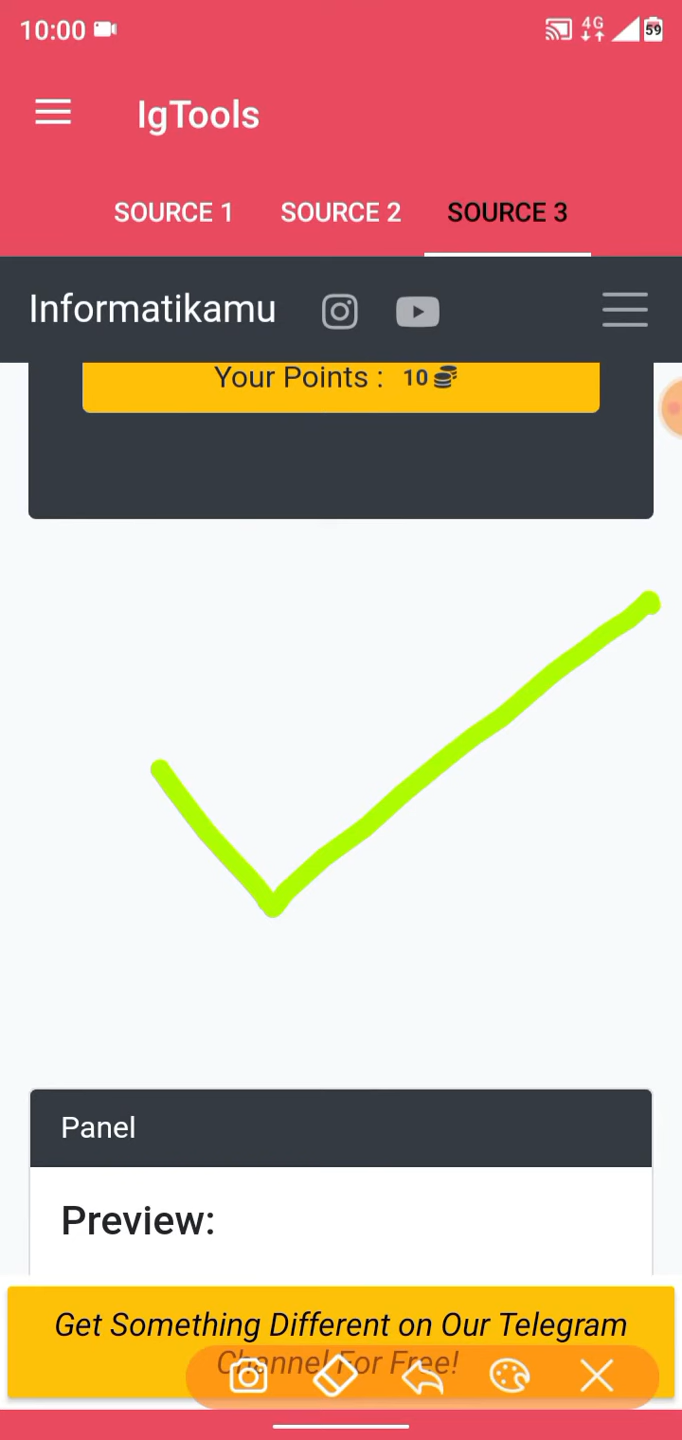 10:00
4G
59
IgTools
SOURCE 1 SOURCE 2 SOURCE 3
Informatikamu
Your Points : 10
Panel
Preview:
Get Something Different on Our Telegram
Channel For Free!